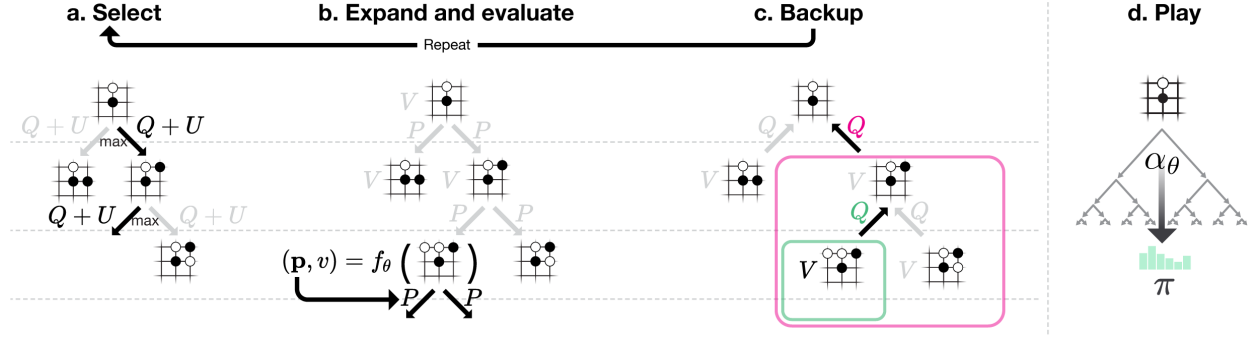 a. Select
b. Expand and evaluate
c. Backup
d. Play
Repeat
Q + U
max
Q + U
Q + U
max
Q + U
V
P
P
V
V
P
P
(p, v) = fθ ( )
P
P
Q
Q
V
V
Q
Q
V
V
αθ
π